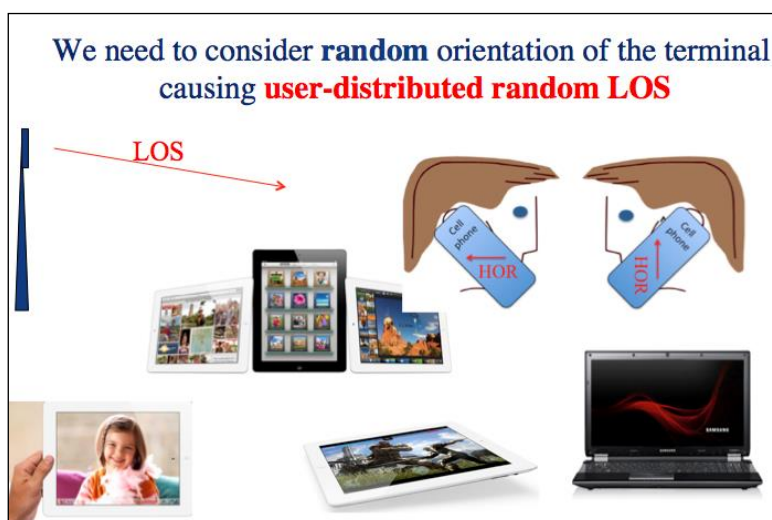 We need to consider random orientation of the terminal
causing user-distributed random LOS
LOS
Cell
phone
HOR
Cell
phone
HOR
SAMSUNG
SAMSUNG